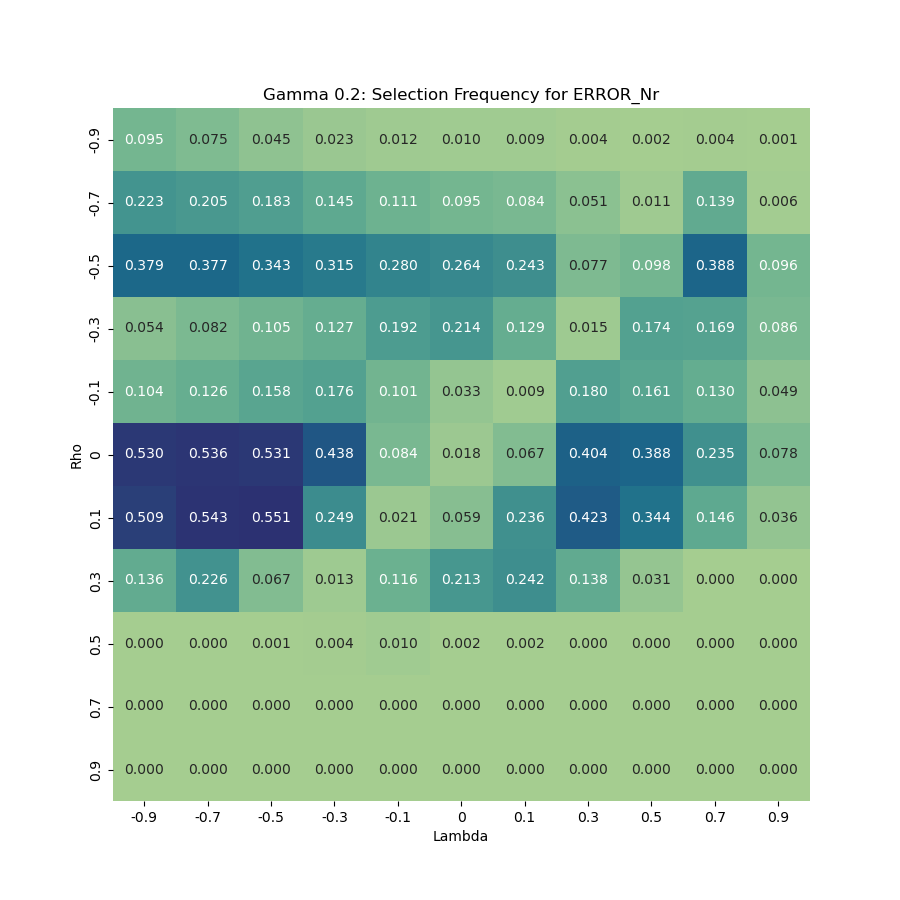 Gamma 0.2: Selection Frequency for ERROR_Nr
-0.9 0.095 0.075 0.045 0.023 0.012 0.010 0.009 0.004 0.002 0.004 0.001
-0.7 0.223 0.205 0.183 0.145 0.111 0.095 0.084 0.051 0.011 0.139 0.006
-0.5 0.379 0.377 0.343 0.315 0.280 0.264 0.243 0.077 0.098 0.388 0.096
-0.3 0.054 0.082 0.105 0.127 0.192 0.214 0.129 0.015 0.174 0.169 0.086
-0.1 0.104 0.126 0.158 0.176 0.101 0.033 0.009 0.180 0.161 0.130 0.049
Rho
0 0.530 0.536 0.531 0.438 0.084 0.018 0.067 0.404 0.388 0.235 0.078
0.1 0.509 0.543 0.551 0.249 0.021 0.059 0.236 0.423 0.344 0.146 0.036
0.3 0.136 0.226 0.067 0.013 0.116 0.213 0.242 0.138 0.031 0.000 0.000
0.5 0.000 0.000 0.001 0.004 0.010 0.002 0.002 0.000 0.000 0.000 0.000
0.7 0.000 0.000 0.000 0.000 0.000 0.000 0.000 0.000 0.000 0.000 0.000
0.9 0.000 0.000 0.000 0.000 0.000 0.000 0.000 0.000 0.000 0.000 0.000
-0.9 -0.7 -0.5 -0.3 -0.1 0 0.1 0.3 0.5 0.7 0.9
Lambda